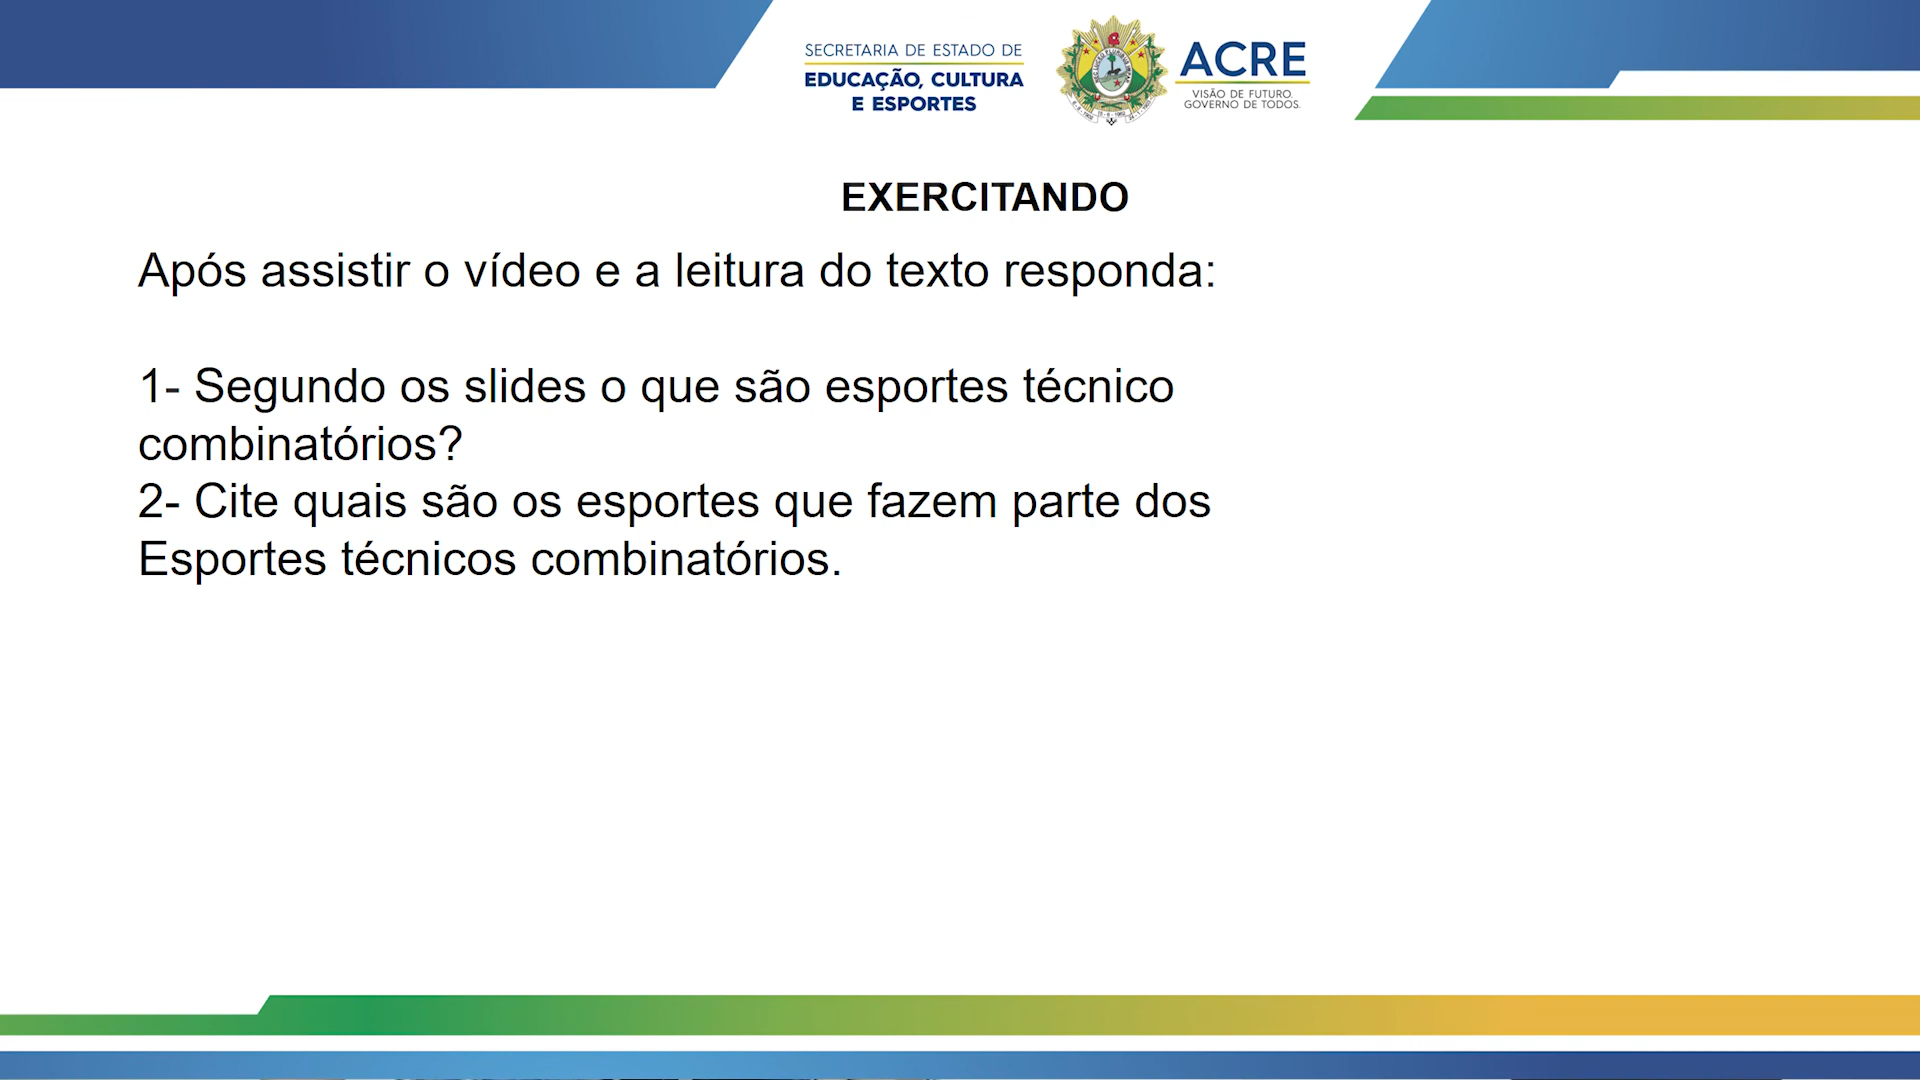 SECRETARIA DE ESTADO DE
EDUCAÇÃO, CULTURA
E ESPORTES
ACRE
VISÃO DE FUTURO.
GOVERNO DE TODOS.
EXERCITANDO
Após assistir o vídeo e a leitura do texto responda:
1- Segundo os slides o que são esportes técnico
combinatórios?
2- Cite quais são os esportes que fazem parte dos
Esportes técnicos combinatórios.